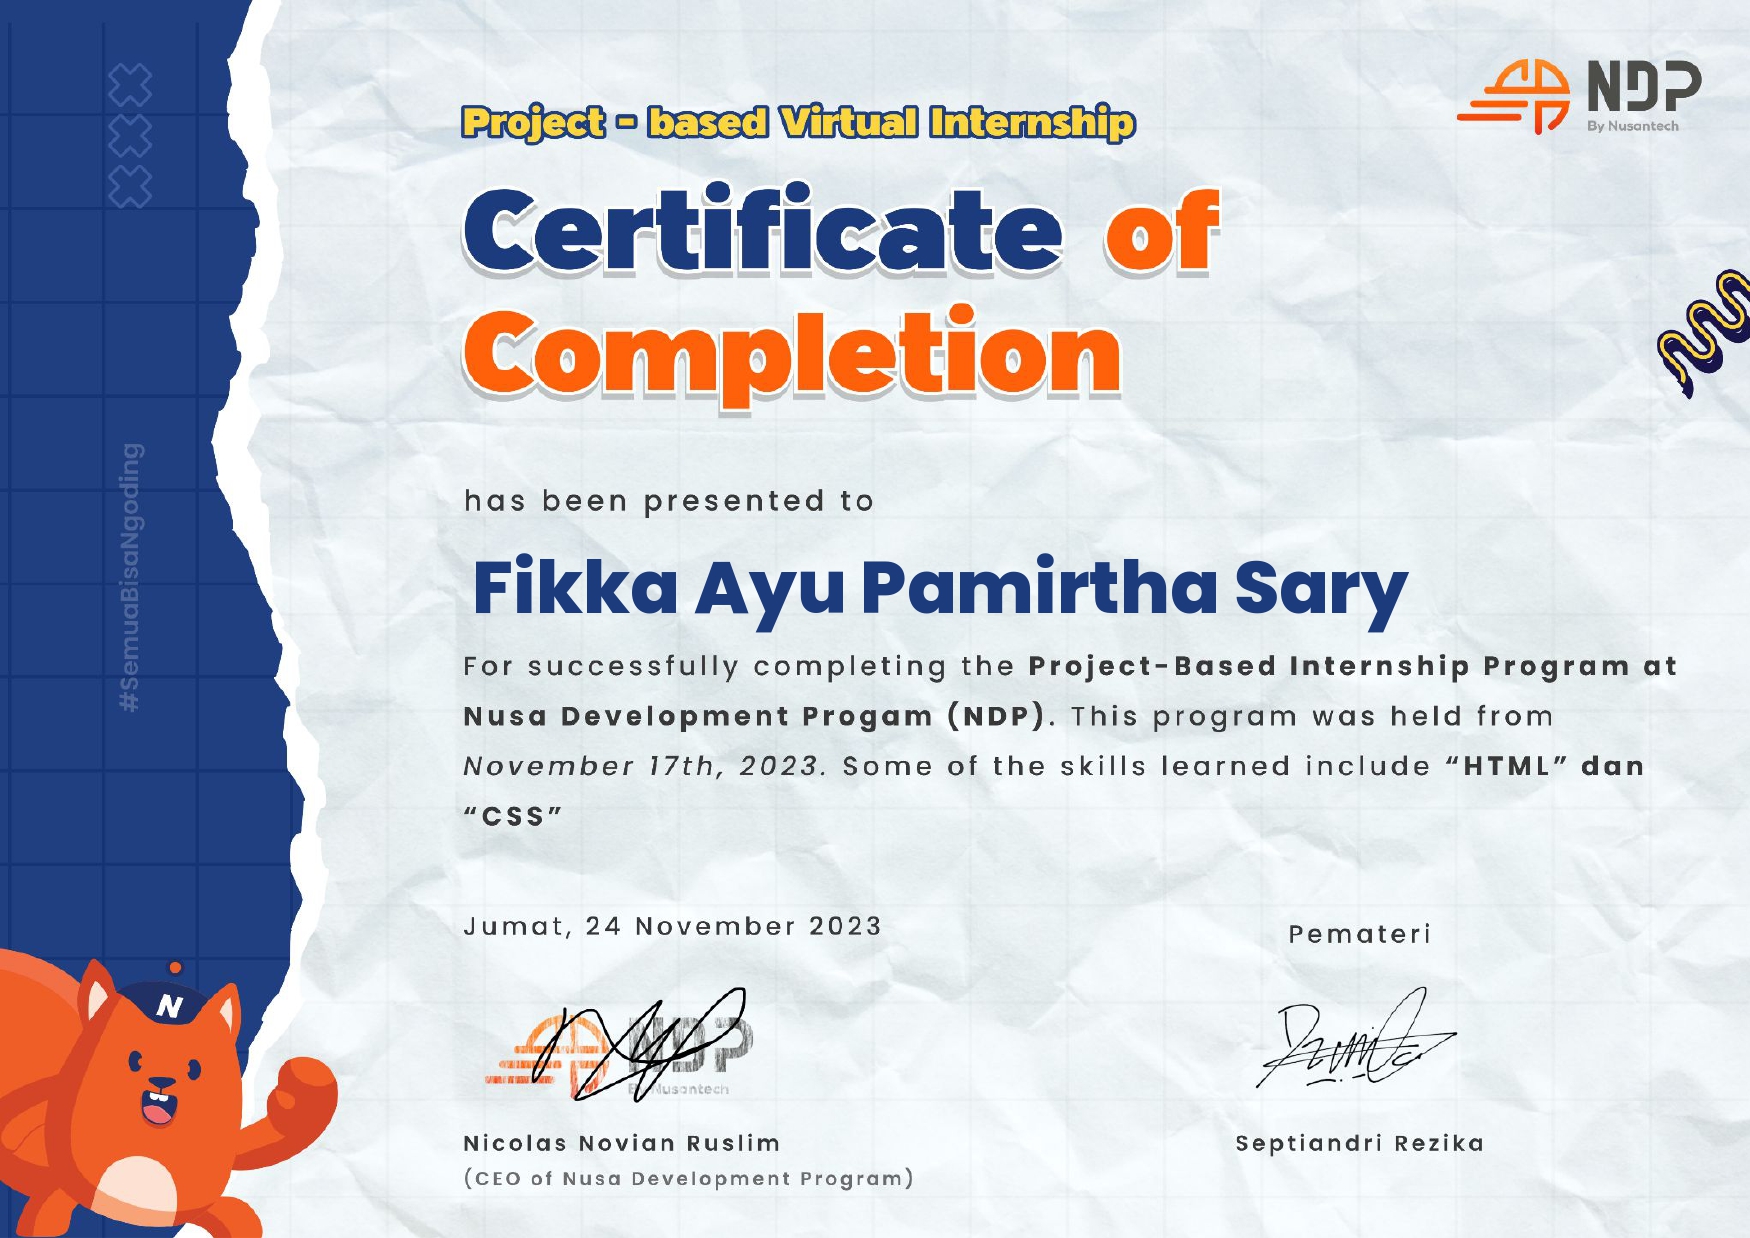 Project - based Virtual Internship
NDP
By Nusantech
Certificate of
Completion
has been presented to
Fikka Ayu Pamirtha Sary
For successfully completing the Project-Based Internship Program at
Nusa Development Progam (NDP). This program was held from
November 17th, 2023. Some of the skills learned include “HTML” dan
“CSS”
#SemuaBisaNgoding
Jumat, 24 November 2023
Pemateri
N
NDP
By Nusantech
Nicolas Novian Ruslim
Septiandri Rezika
(CEO of Nusa Development Program)